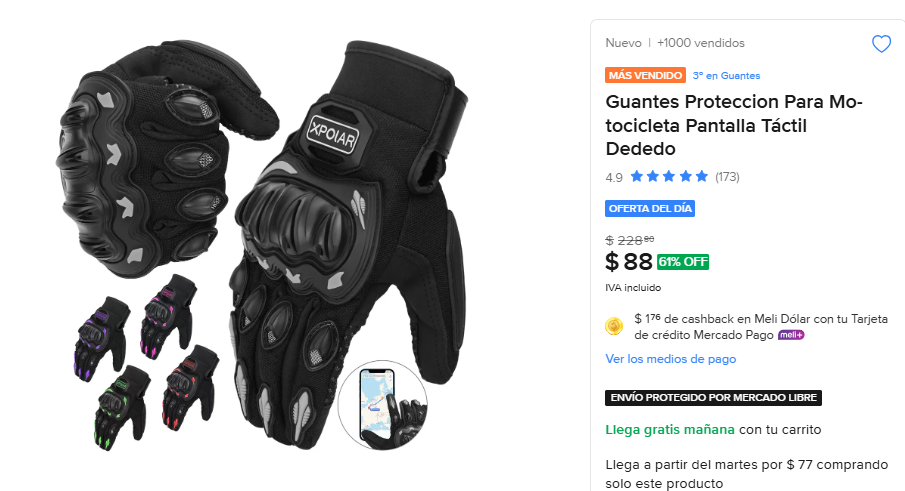 XPOIAR
Nuevo | +1000 vendidos
MÁS VENDIDO 3º en Guantes
Guantes Proteccion Para Mo-
tocicleta Pantalla Táctil
Dededo
4.9 (173)
OFERTA DEL DÍA
$ 228⁸⁰
$ 88 61% OFF
IVA incluido
$ 1⁷⁶ de cashback en Meli Dólar con tu Tarjeta
de crédito Mercado Pago meli+
Ver los medios de pago
ENVÍO PROTEGIDO POR MERCADO LIBRE
Llega gratis mañana con tu carrito
Llega a partir del martes por $ 77 comprando
solo este producto